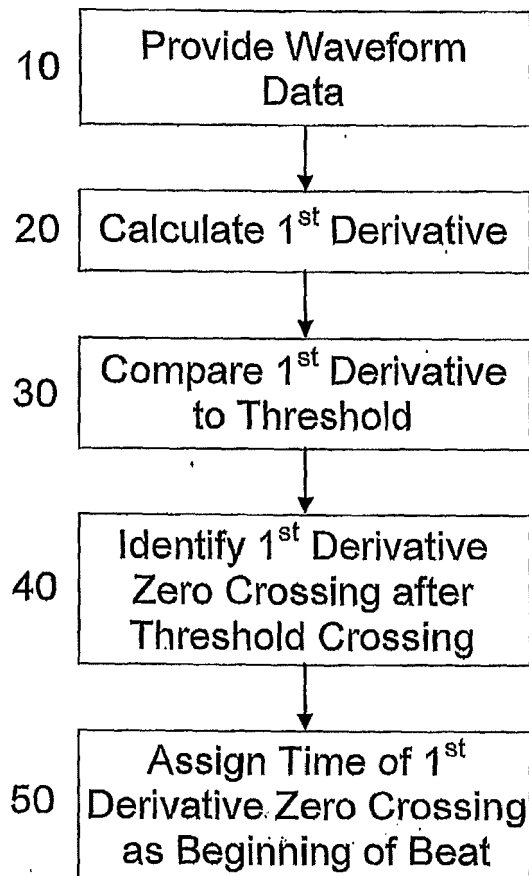 10
Provide Waveform
Data
20
Calculate 1st Derivative
30
Compare 1st Derivative
to Threshold
40
Identify 1st Derivative
Zero Crossing after
Threshold Crossing
50
Assign Time of 1st
Derivative Zero Crossing
as Beginning of Beat